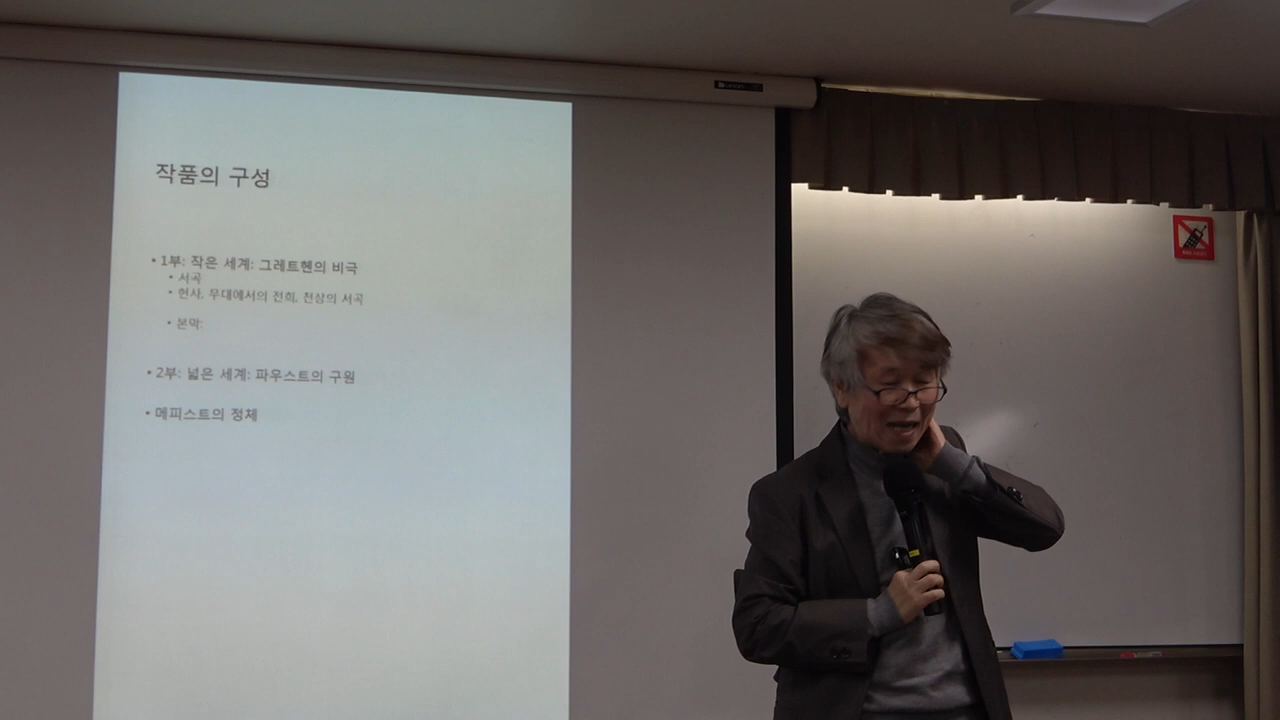 작품의 구성
• 1부: 작은 세계: 그레트헨의 비극
• 서곡
• 헌사, 무대에서의 전희, 천상의 서곡
• 본막:
• 2부: 넓은 세계: 파우스트의 구원
• 메피스트의 정체